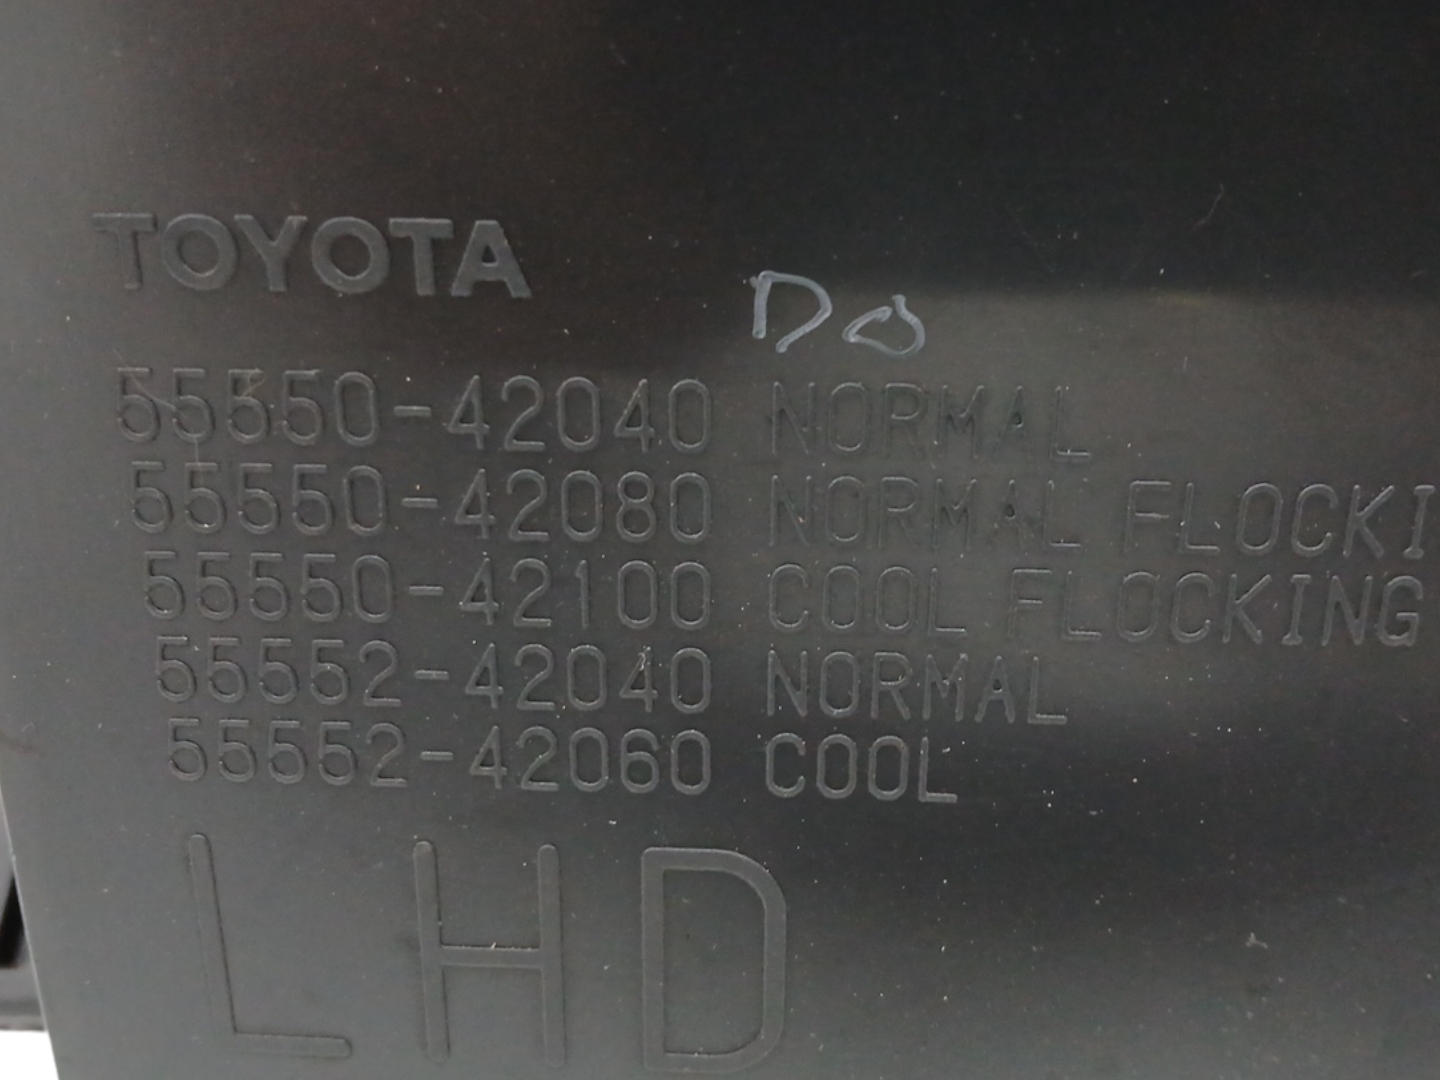 TOYOTA
Do
55550-42040 NORMAL
55550-42080 NORMAL FLOCKI
55550-42100 COOL FLOCKING
55552-42040 NORMAL
55552-42060 COOL
LHD